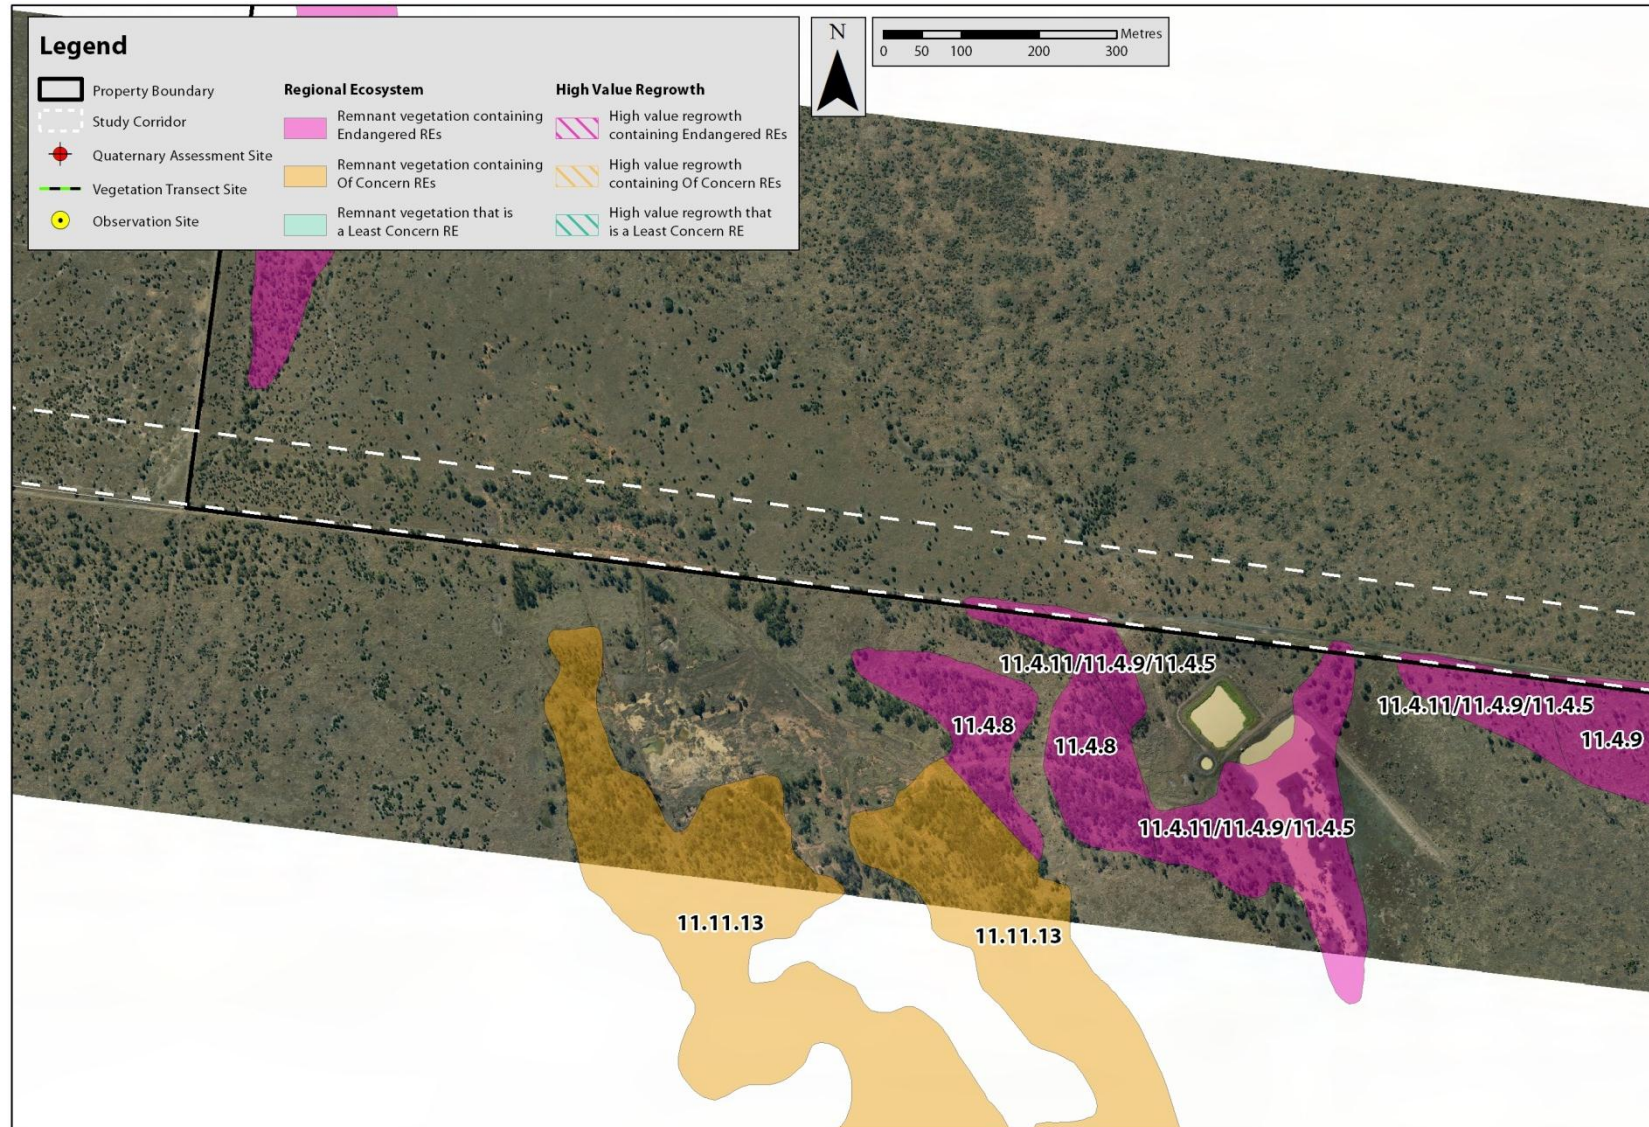 Legend
Property Boundary
Study Corridor
Quaternary Assessment Site
Vegetation Transect Site
Observation Site
Regional Ecosystem
Remnant vegetation containing
Endangered REs
Remnant vegetation containing
Of Concern REs
Remnant vegetation that is
a Least Concern RE
High Value Regrowth
High value regrowth
containing Endangered REs
High value regrowth
containing Of Concern REs
High value regrowth that
is a Least Concern RE
N
Metres
0 50 100 200 300
11.4.11/11.4.9/11.4.5
11.4.11/11.4.9/11.4.5
11.4.8
11.4.9
11.4.8
11.4.11/11.4.9/11.4.5
11.11.13
11.11.13